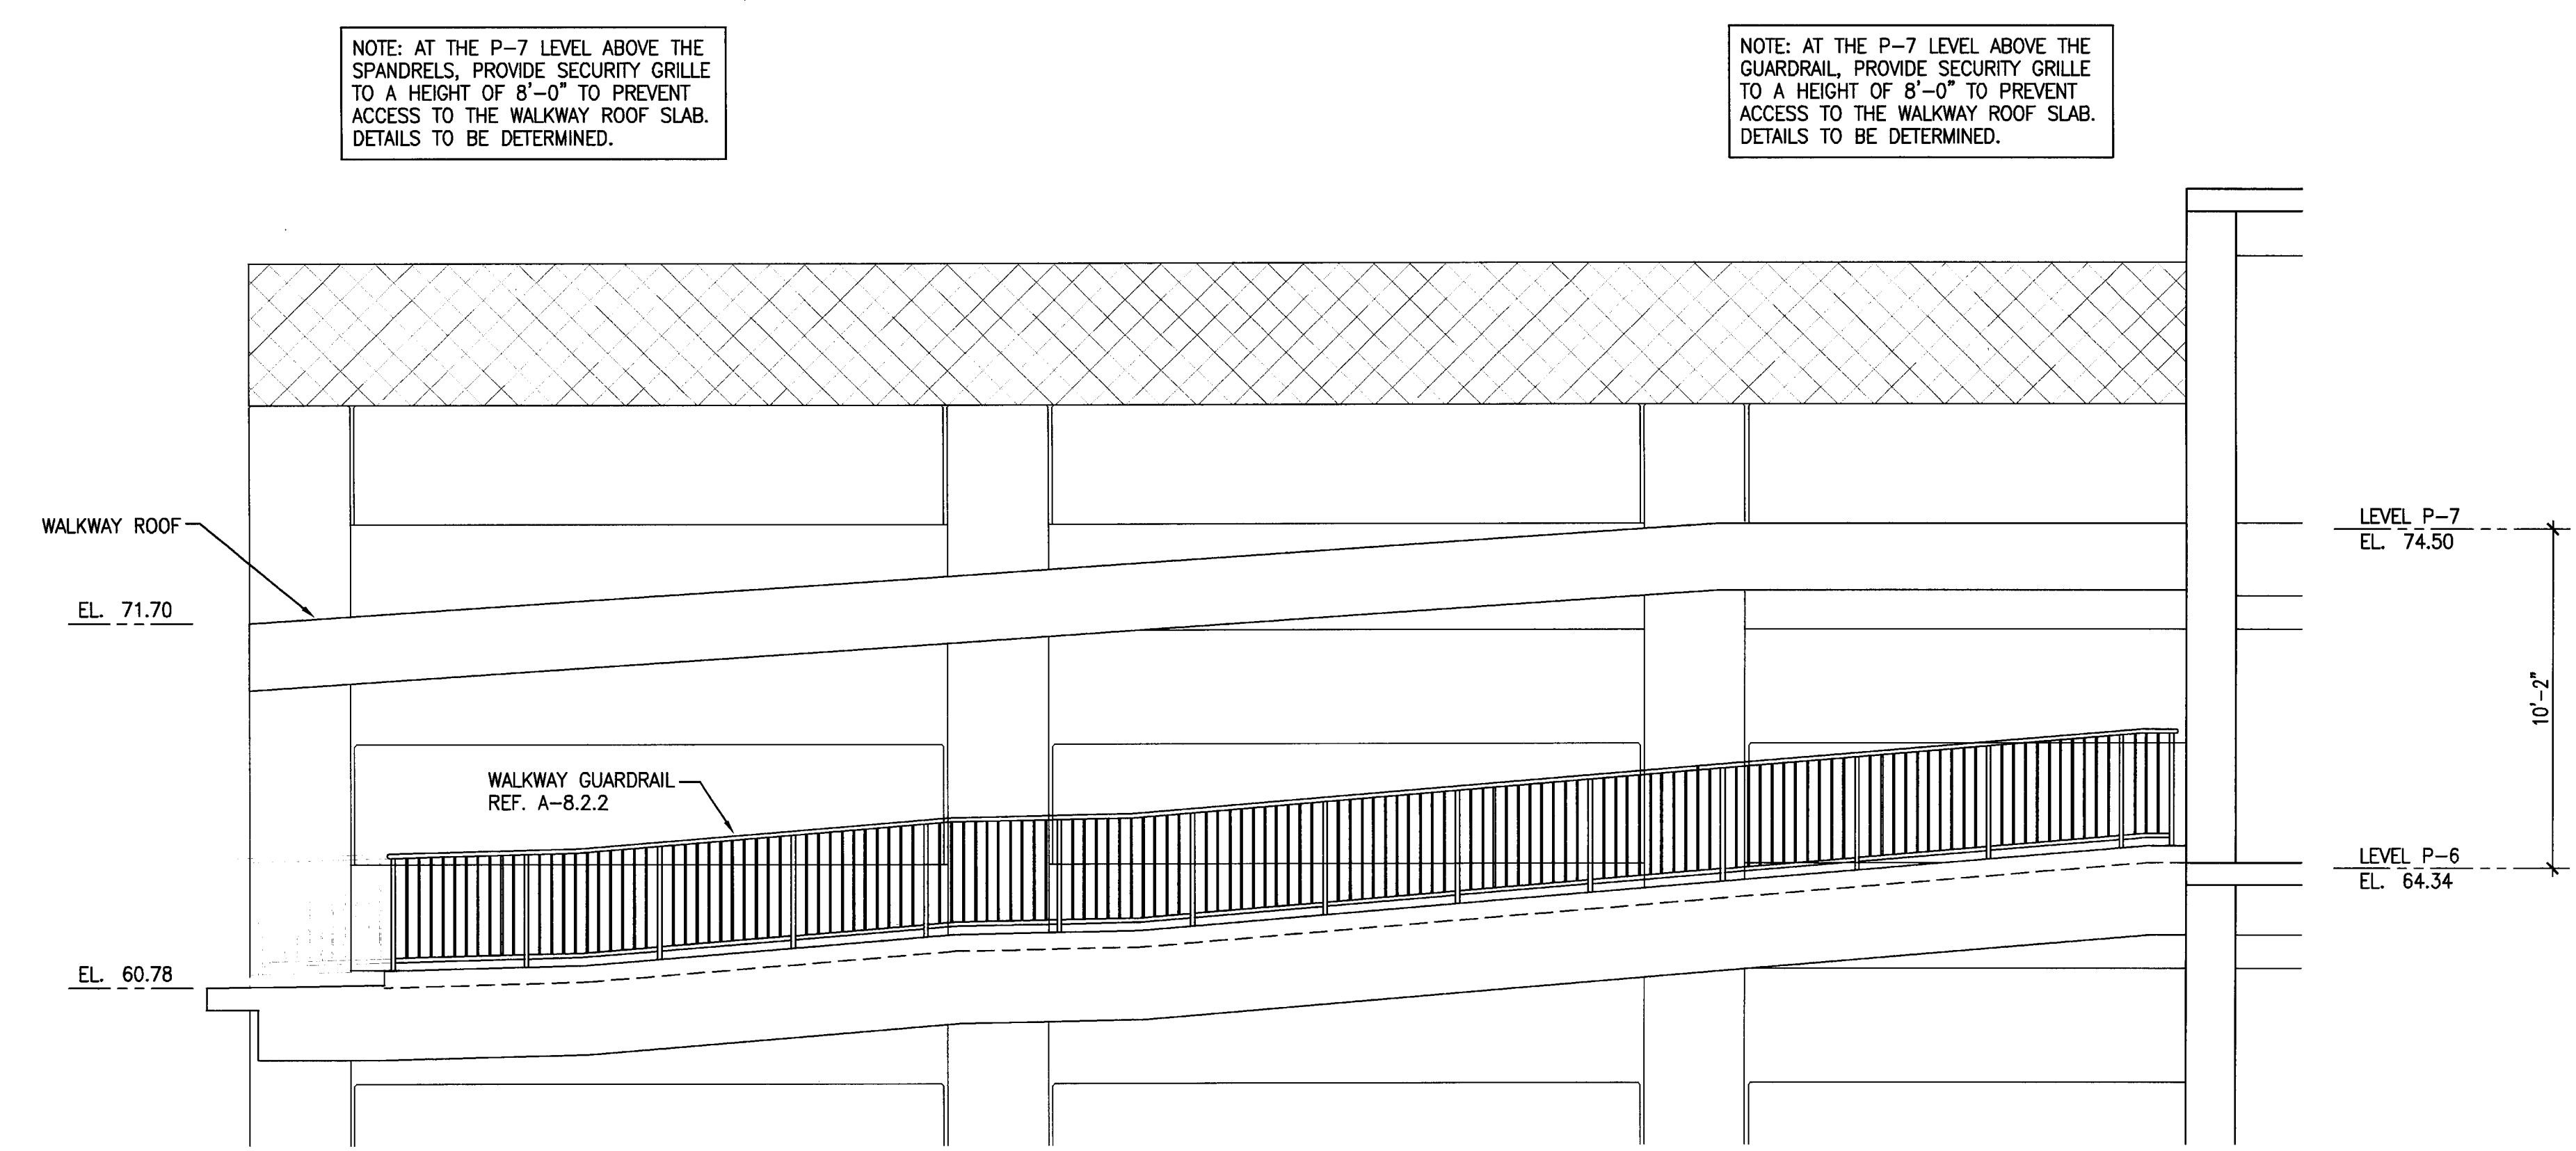 NOTE: AT THE P-7 LEVEL ABOVE THE
SPANDRELS, PROVIDE SECURITY GRILLE
TO A HEIGHT OF 8'-0" TO PREVENT
ACCESS TO THE WALKWAY ROOF SLAB.
DETAILS TO BE DETERMINED.
NOTE: AT THE P-7 LEVEL ABOVE THE
GUARDRAIL, PROVIDE SECURITY GRILLE
TO A HEIGHT OF 8'-0" TO PREVENT
ACCESS TO THE WALKWAY ROOF SLAB.
DETAILS TO BE DETERMINED.
WALKWAY ROOF
EL. 71.70
LEVEL P-7
EL. 74.50
10'-2"
WALKWAY GUARDRAIL
REF. A-8.2.2
LEVEL P-6
EL. 64.34
EL. 60.78